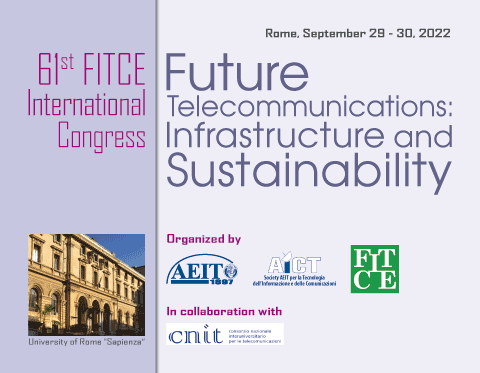 Rome, September 29 - 30, 2022
61st FITCE
International
Congress
Future
Telecommunications:
Infrastructure and
Sustainability
Organized by
AEIT
1897
AICT
Society AEIT per la Tecnologia
dell'Informazione e delle Comunicazioni
FIT
CE
In collaboration with
cnit
consorzio nazionale
interuniversitario
per le telecomunicazioni
University of Rome "Sapienza"